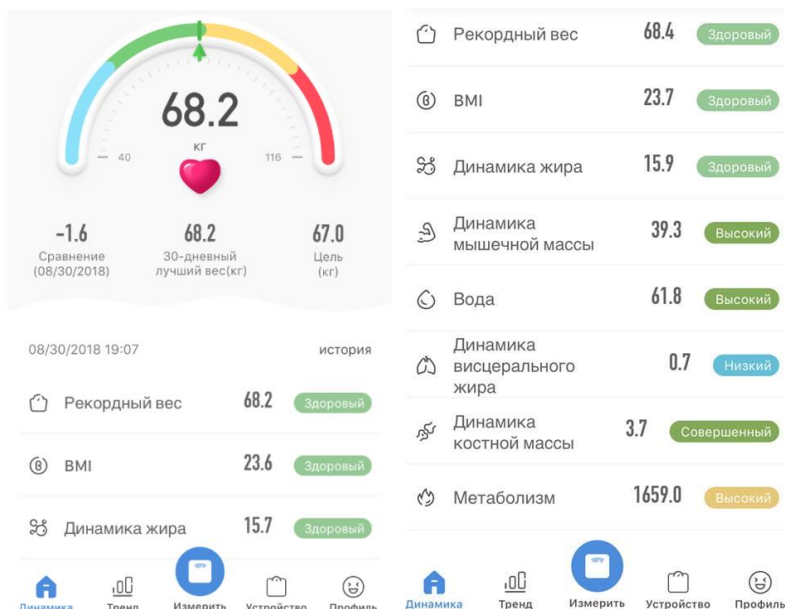 68.2
кг
40
116
-1.6
68.2
67.0
Сравнение
(08/30/2018)
30-дневный
лучший вес(кг)
Цель
(кг)
08/30/2018 19:07
история
Рекордный вес 68.2 Здоровый
BMI 23.6 Здоровый
Динамика жира 15.7 Здоровый
Динамика Тренд Измерить Устройство Профиль
Рекордный вес 68.4 Здоровый
BMI 23.7 Здоровый
Динамика жира 15.9 Здоровый
Динамика
мышечной массы 39.3 Высокий
Вода 61.8 Высокий
Динамика
висцерального
жира 0.7 Низкий
Динамика
костной массы 3.7 Совершенный
Метаболизм 1659.0 Высокий
Динамика Тренд Измерить Устройство Профиль